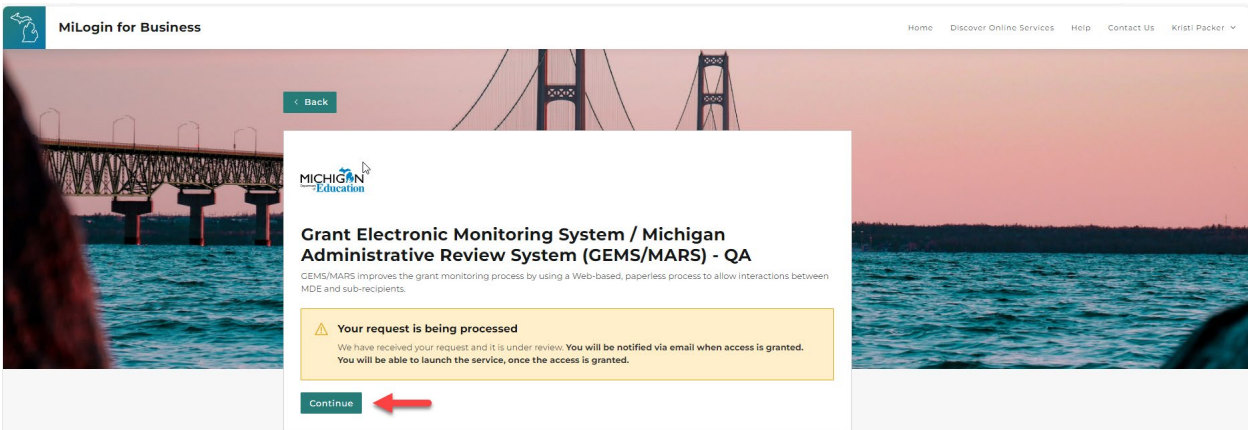 MiLogin for Business
Home Discover Online Services Help Contact Us Kristi Packer
< Back
MICHIGAN
Department of Education
Grant Electronic Monitoring System / Michigan
Administrative Review System (GEMS/MARS) - QA
GEMS/MARS improves the grant monitoring process by using a Web-based, paperless process to allow interactions between
MDE and sub-recipients.
Your request is being processed
We have received your request and it is under review. You will be notified via email when access is granted.
You will be able to launch the service, once the access is granted.
Continue